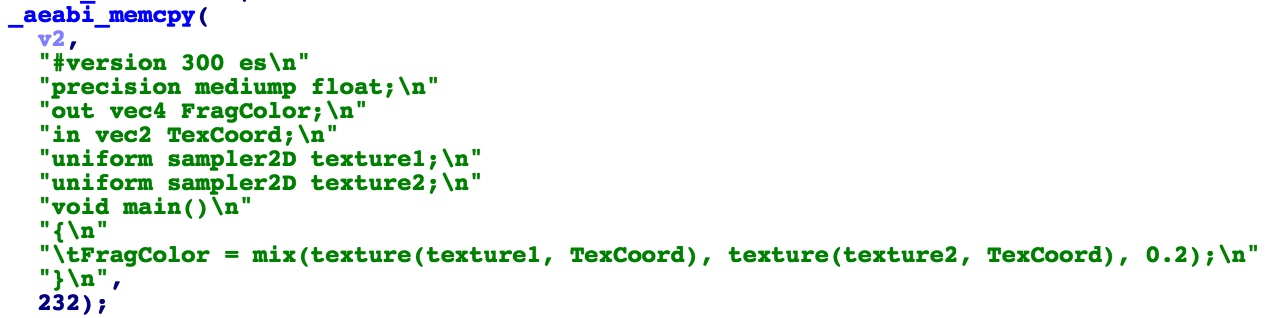 _aeabi_memcpy(
v2,
"#version 300 es\n"
"precision mediump float;\n"
"out vec4 FragColor;\n"
"in vec2 TexCoord;\n"
"uniform sampler2D texture1;\n"
"uniform sampler2D texture2;\n"
"void main()\n"
"{\n"
"\tFragColor = mix(texture(texture1, TexCoord), texture(texture2, TexCoord), 0.2);\n"
"}\n",
232);